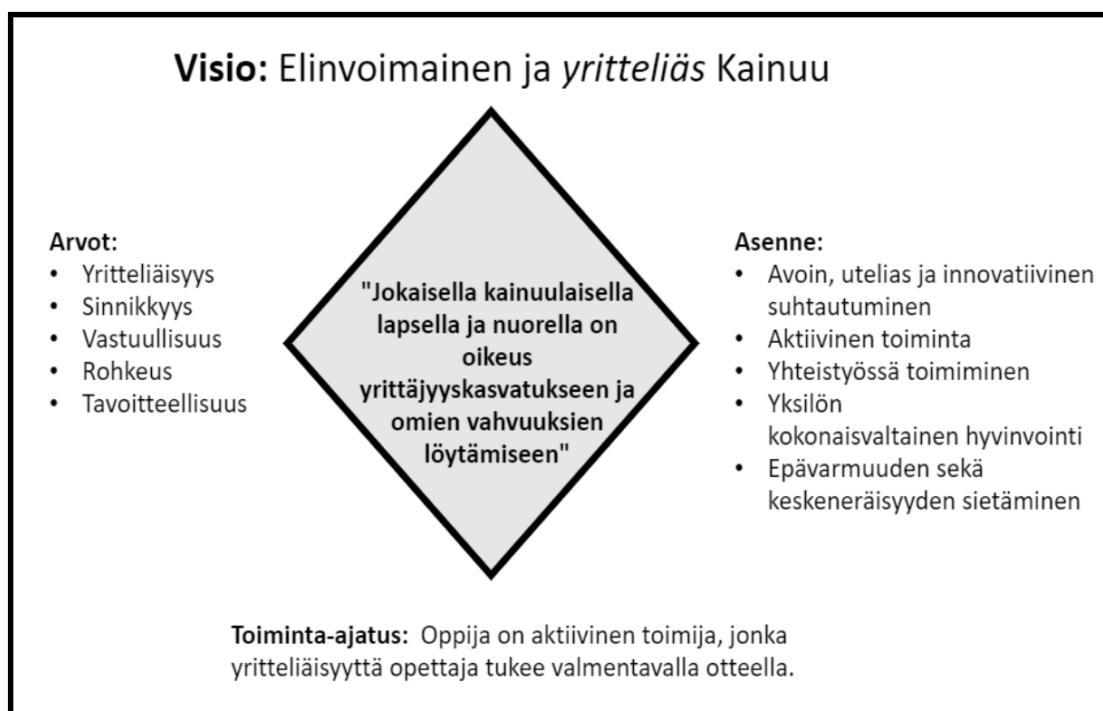 Visio: Elinvoimainen ja yritteliäs Kainuu
Arvot:
• Yritteliäisyys
• Sinnikkyys
• Vastuullisuus
• Rohkeus
• Tavoitteellisuus
"Jokaisella kainuulaisella
lapsella ja nuorella on
oikeus
yrittäjyyskasvatukseen ja
omien vahvuuksien
löytämiseen"
Asenne:
• Avoin, utelias ja innovatiivinen
suhtautuminen
• Aktiivinen toiminta
• Yhteistyössä toimiminen
• Yksilön
kokonaisvaltainen hyvinvointi
• Epävarmuuden sekä
keskeneräisyyden sietäminen
Toiminta-ajatus: Oppija on aktiivinen toimija, jonka
yritteliäisyyttä opettaja tukee valmentavalla otteella.